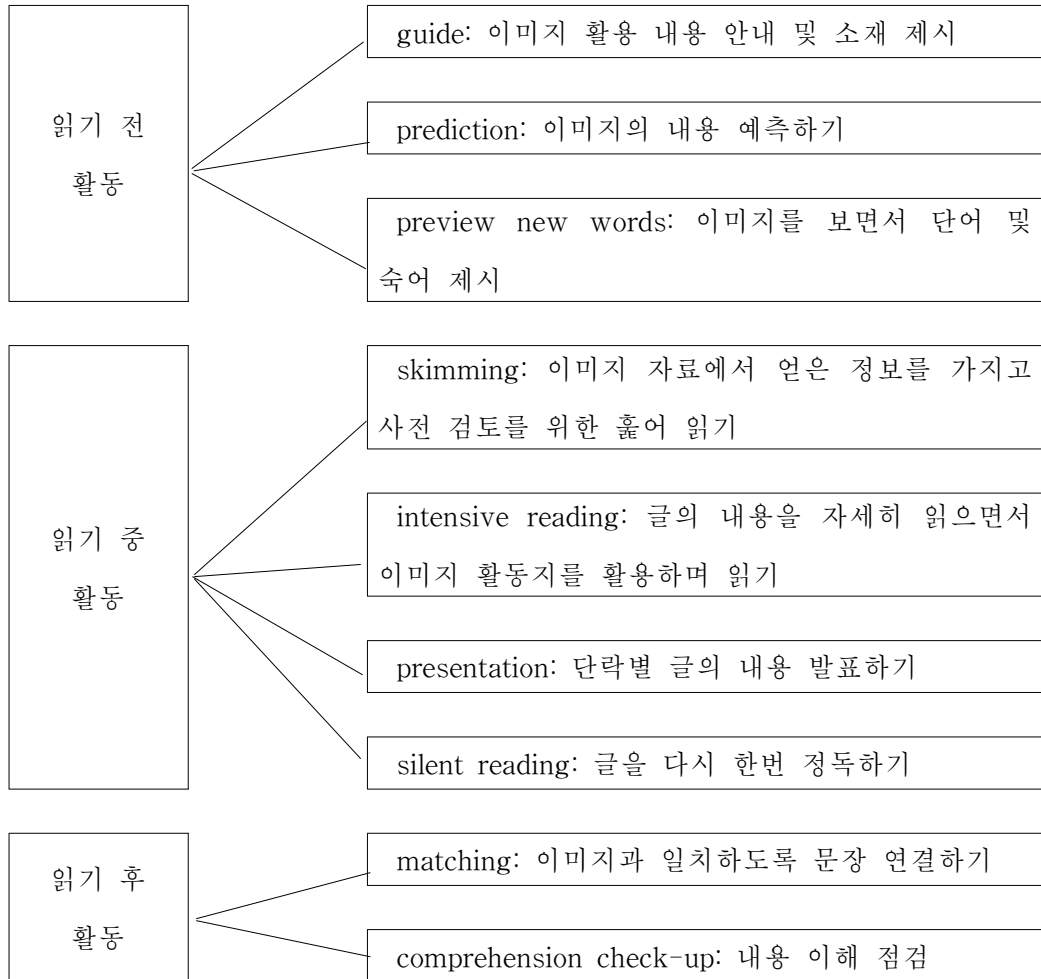 읽기 전
활동
guide: 이미지 활용 내용 안내 및 소재 제시
prediction: 이미지의 내용 예측하기
preview new words: 이미지를 보면서 단어 및
숙어 제시
읽기 중
활동
skimming: 이미지 자료에서 얻은 정보를 가지고
사전 검토를 위한 훑어 읽기
intensive reading: 글의 내용을 자세히 읽으면서
이미지 활동지를 활용하며 읽기
presentation: 단락별 글의 내용 발표하기
silent reading: 글을 다시 한번 정독하기
읽기 후
활동
matching: 이미지과 일치하도록 문장 연결하기
comprehension check-up: 내용 이해 점검